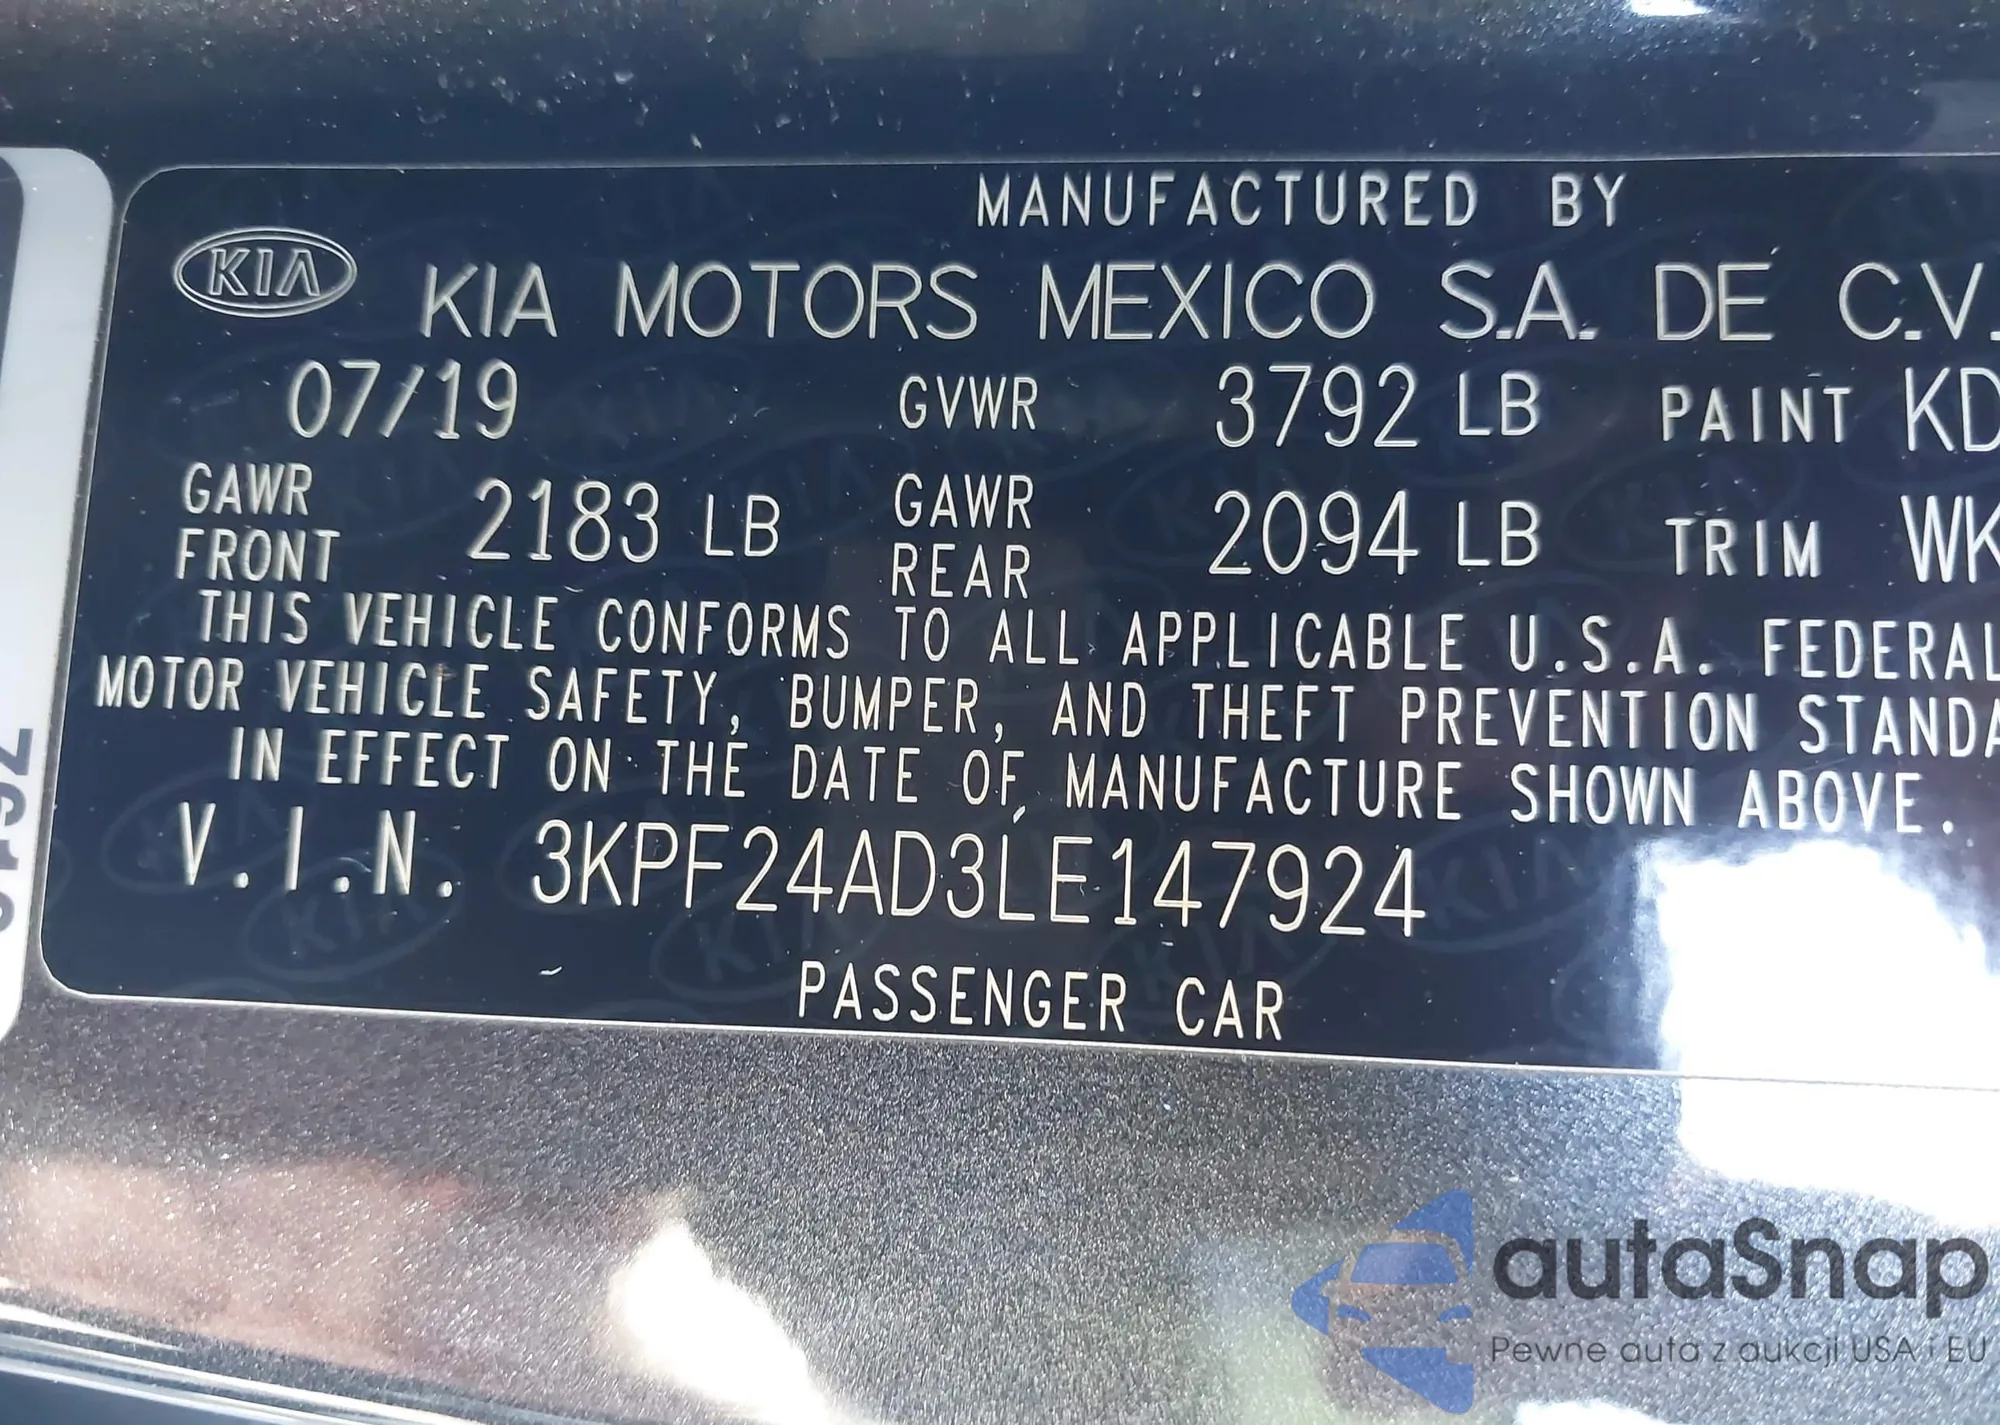 MANUFACTURED BY
KIA KIA MOTORS MEXICO S.A. DE C.V.
07/19 GVWR 3792 LB PAINT KD
GAWR FRONT 2183 LB GAWR REAR 2094 LB TRIM WK
THIS VEHICLE CONFORMS TO ALL APPLICABLE U.S.A. FEDERAL
MOTOR VEHICLE SAFETY, BUMPER, AND THEFT PREVENTION STANDA
IN EFFECT ON THE DATE OF MANUFACTURE SHOWN ABOVE.
V.I.N. 3KPF24AD3LE147924
PASSENGER CAR
autaSnap
Pewne auta z aukcji USA i EU